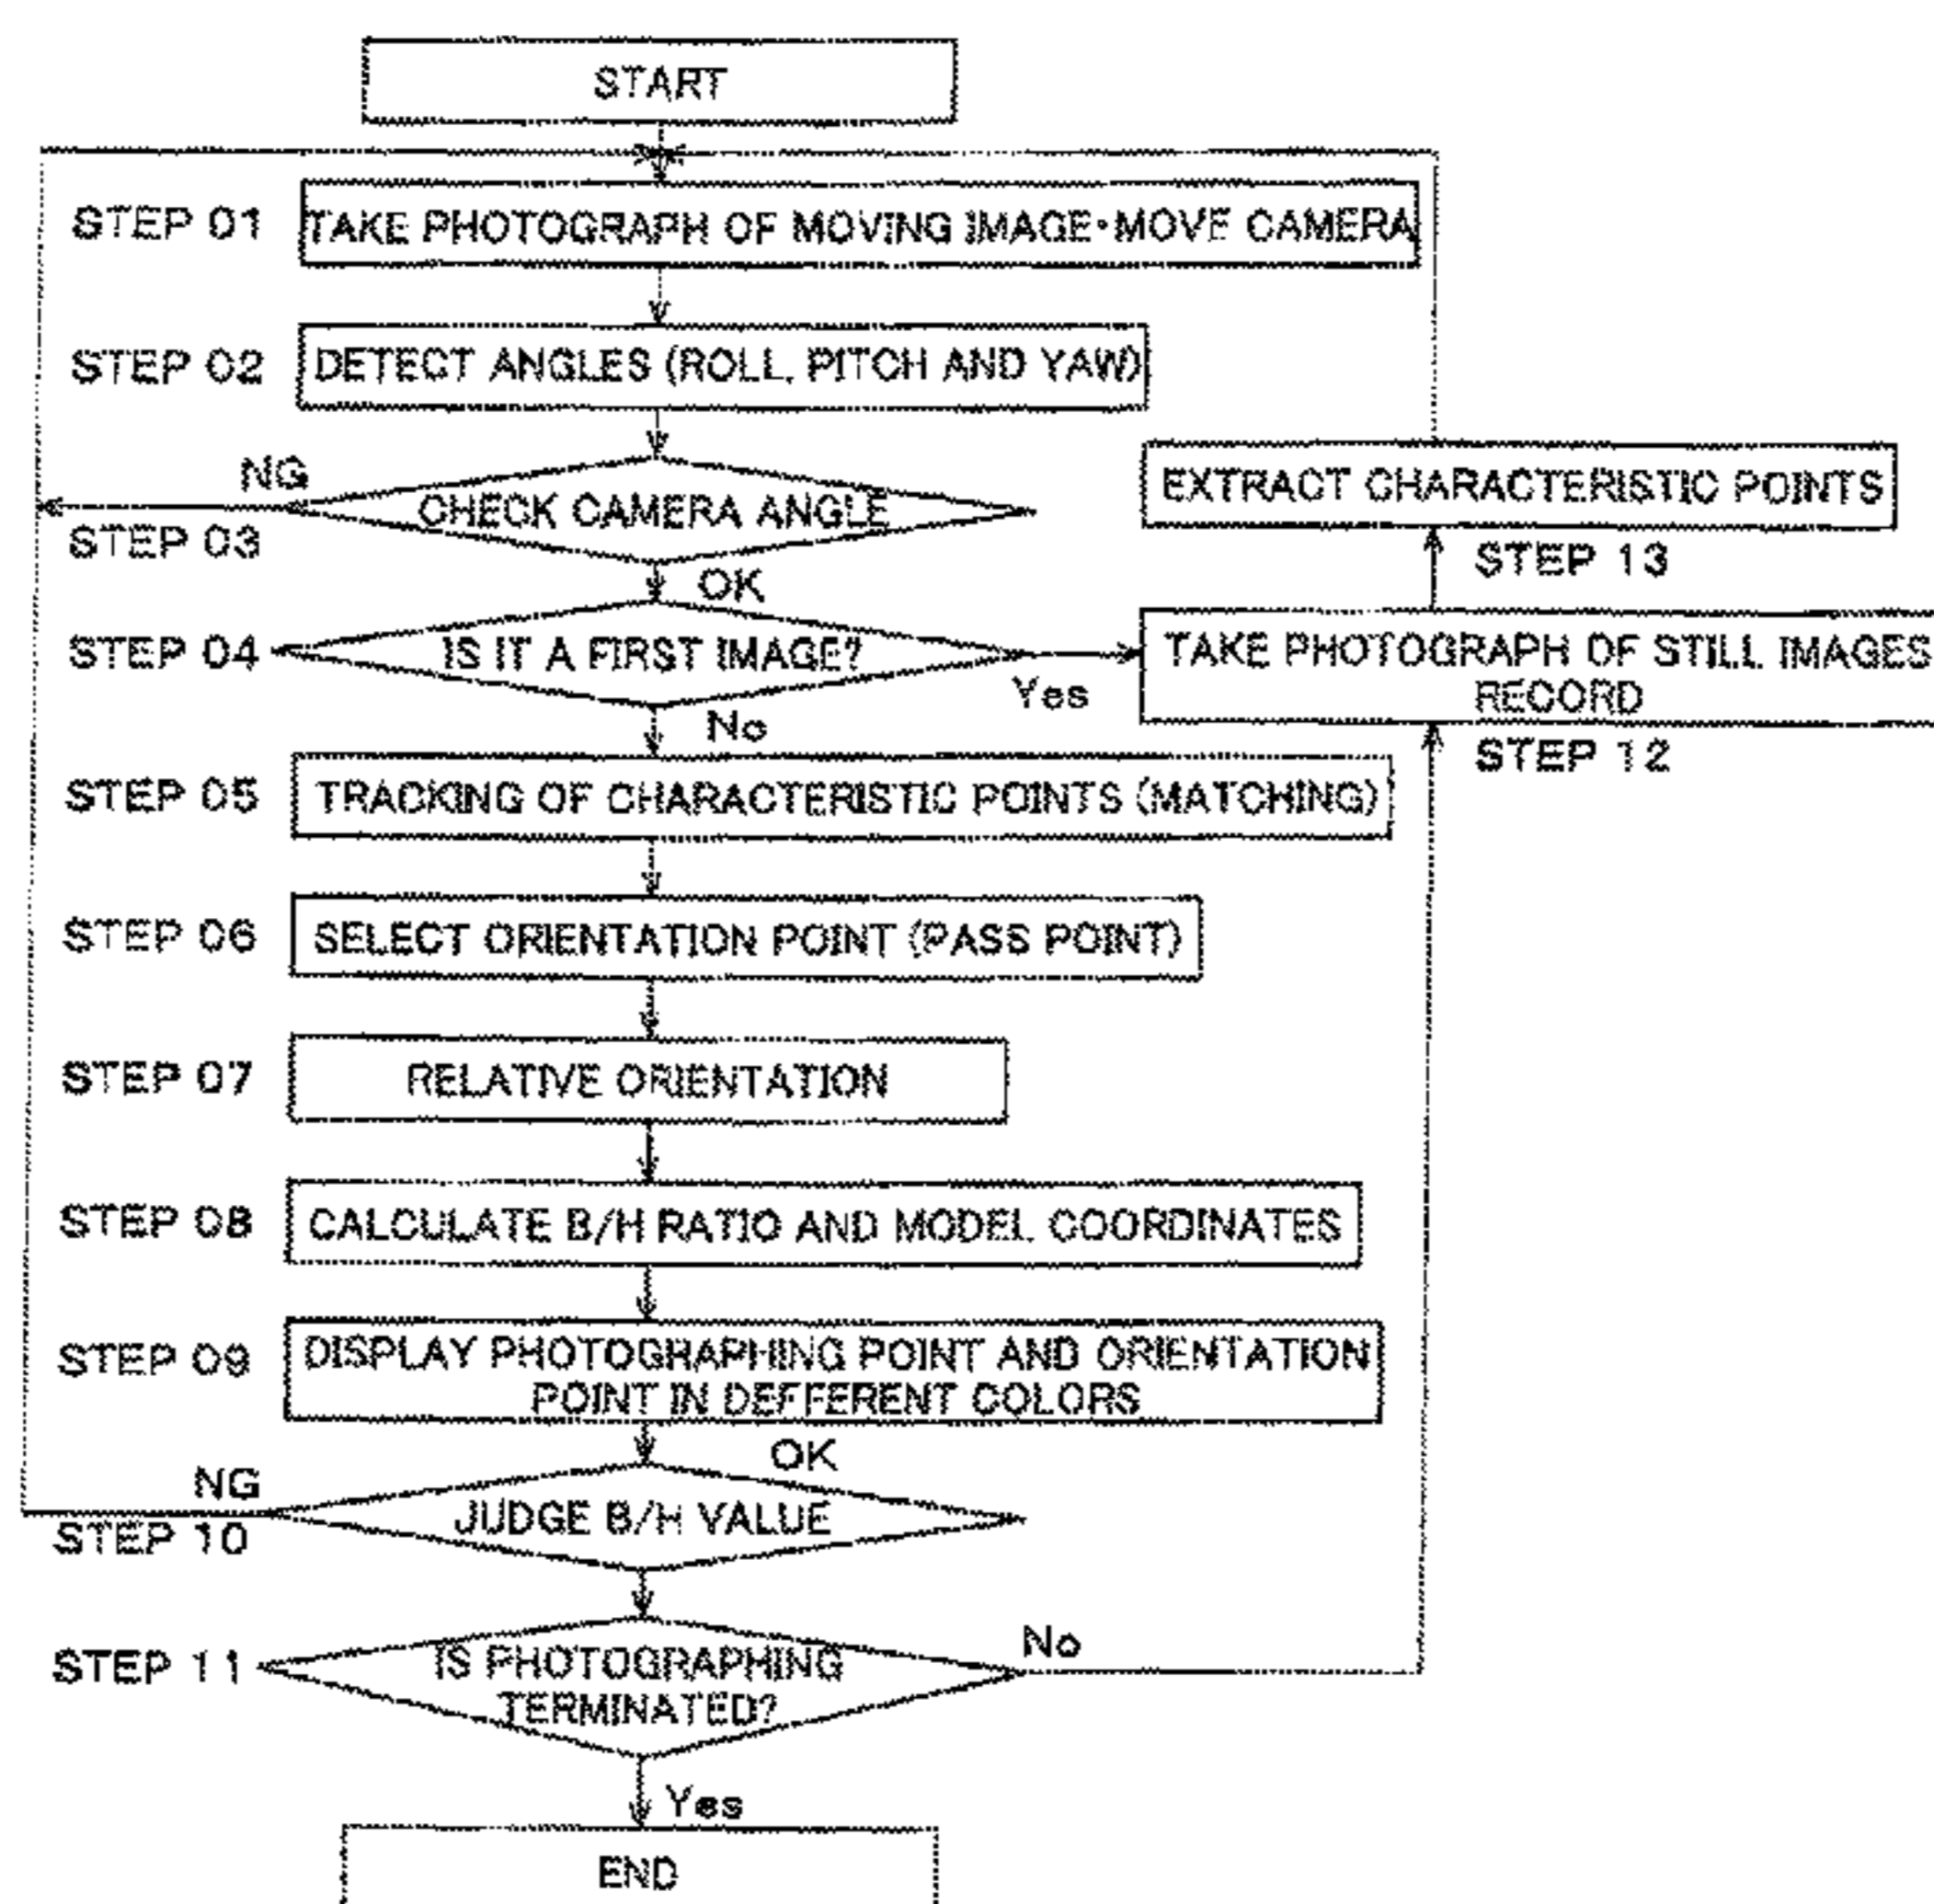 START
STEP 01
TAKE PHOTOGRAPH OF MOVING IMAGE·MOVE CAMERA
STEP 02
DETECT ANGLES (ROLL, PITCH AND YAW)
NG
CHECK CAMERA ANGLE
STEP 03
OK
EXTRACT CHARACTERISTIC POINTS
STEP 13
STEP 04
IS IT A FIRST IMAGE?
Yes
No
TAKE PHOTOGRAPH OF STILL IMAGES
RECORD
STEP 12
STEP 05
TRACKING OF CHARACTERISTIC POINTS (MATCHING)
STEP 06
SELECT ORIENTATION POINT (PASS POINT)
STEP 07
RELATIVE ORIENTATION
STEP 08
CALCULATE B/H RATIO AND MODEL COORDINATES
STEP 09
DISPLAY PHOTOGRAPHING POINT AND ORIENTATION
POINT IN DEFFERENT COLORS
OK
NG
JUDGE B/H VALUE
STEP 10
STEP 11
IS PHOTOGRAPHING
TERMINATED?
No
Yes
END